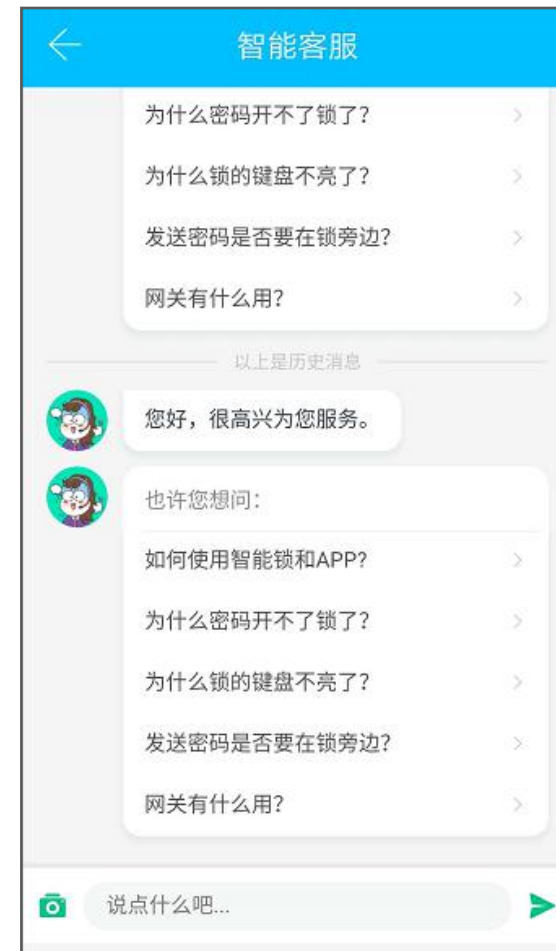 智能客服
为什么密码开不了锁了?
为什么锁的键盘不亮了?
发送密码是否要在锁旁边?
网关有什么用?
以上是历史消息
您好，很高兴为您服务。
也许您想问:
如何使用智能锁和APP?
为什么密码开不了锁了?
为什么锁的键盘不亮了?
发送密码是否要在锁旁边?
网关有什么用?
说点什么吧...